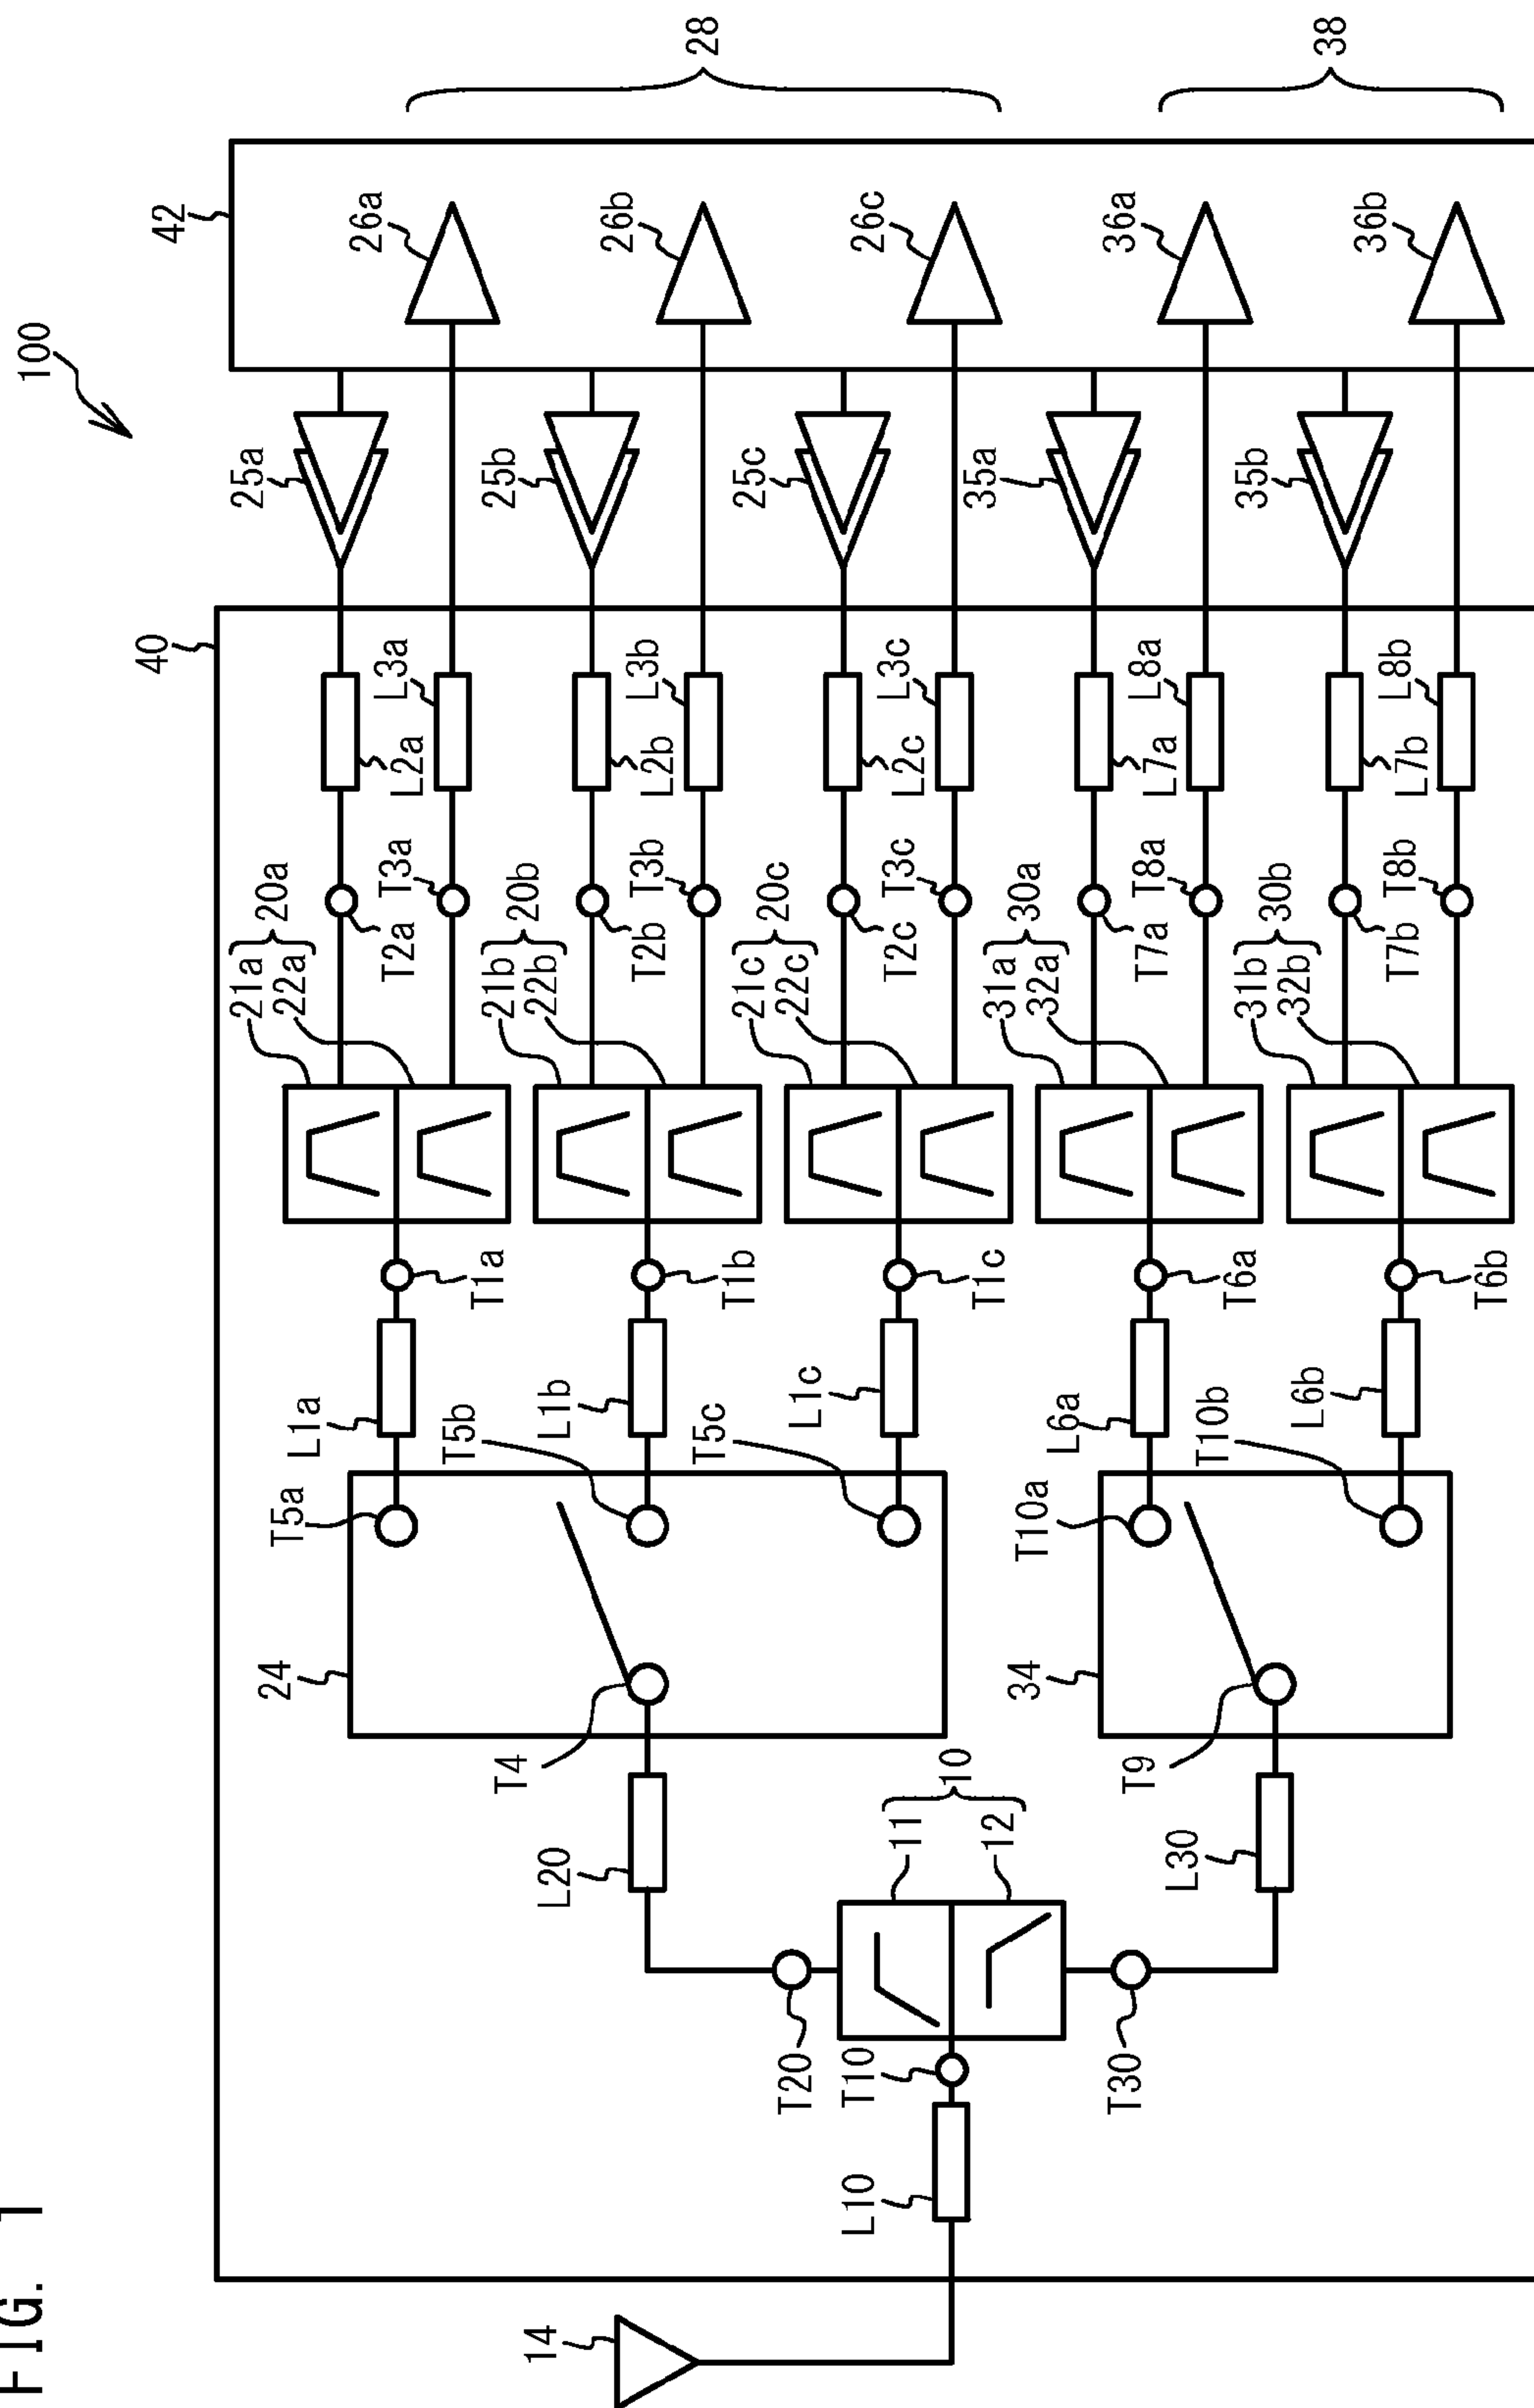 FIG. 1
100
42
28
38
26a
26b
26c
36a
36b
25a
25b
25c
35a
35b
40
L3a
L3b
L3c
L8a
L8b
L2a
L2b
L2c
L7a
L7b
T3a
T3b
T3c
T8a
T8b
T2a
T2b
T2c
T7a
T7b
20a
20b
20c
30a
30b
21a
22a
21b
22b
21c
22c
31a
32a
31b
32b
T1a
T1b
T1c
T6a
T6b
L1a
L1b
L1c
L6a
L6b
T5a
T5b
T5c
T10a
T10b
24
34
T4
T9
10
11
12
L20
L30
T20
T10
T30
L10
14